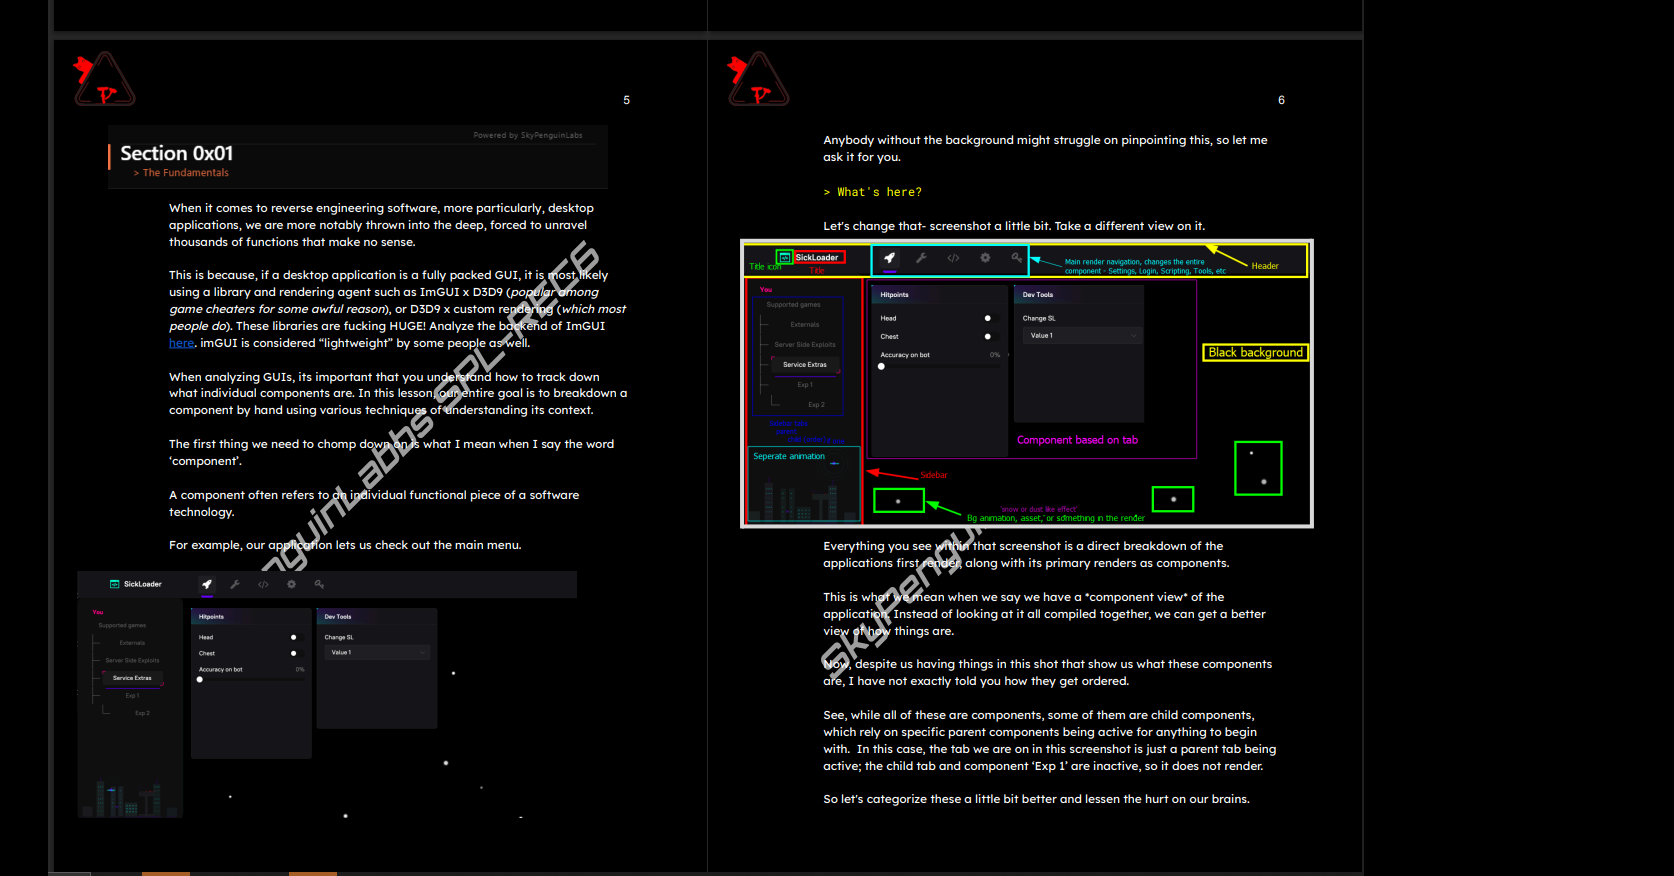 5
Powered by SkyPenguinLabs
Section 0x01
> The Fundamentals
When it comes to reverse engineering software, more particularly, desktop
applications, we are more notably thrown into the deep, forced to unravel
thousands of functions that make no sense.
This is because, if a desktop application is a fully packed GUI, it is most likely
using a library and rendering agent such as ImGUI x D3D9 (popular among
game cheaters for some awful reason), or D3D9 x custom rendering (which most
people do). These libraries are fucking HUGE! Analyze the backend of ImGUI
here. imGUI is considered “lightweight” by some people as well.
When analyzing GUIs, its important that you understand how to track down
what individual components are. In this lesson, our entire goal is to breakdown a
component by hand using various techniques of understanding its context.
The first thing we need to chomp down on is what I mean when I say the word
‘component’.
A component often refers to an individual functional piece of a software
technology.
For example, our application lets us check out the main menu.
SickLoader
You
Supported games
Externals
Server Side Exploits
Service Extras
Exp 1
Exp 2
Hitpoints
Head
Chest
Accuracy on bot 0%
Dev Tools
Change SL
Value 1
nguinLabbs SPL-REC6
6
Anybody without the background might struggle on pinpointing this, so let me
ask it for you.
> What's here?
Let's change that- screenshot a little bit. Take a different view on it.
SickLoader
Title icon
Title
Main render navigation, changes the entire
component - Settings, Login, Scripting, Tools, etc
Header
You
Supported games
Externals
Server Side Exploits
Service Extras
Exp 1
Exp 2
Hitpoints
Head
Chest
Accuracy on bot 0%
Dev Tools
Change SL
Value 1
Black background
Component based on tab
Seperate animation
Sidebar
'snow or dust like effect'
Bg animation, asset, or something in the render
Everything you see within that screenshot is a direct breakdown of the
applications first render, along with its primary renders as components.
This is what we mean when we say we have a *component view* of the
application. Instead of looking at it all compiled together, we can get a better
view of how things are.
Now, despite us having things in this shot that show us what these components
are, I have not exactly told you how they get ordered.
See, while all of these are components, some of them are child components,
which rely on specific parent components being active for anything to begin
with. In this case, the tab we are on in this screenshot is just a parent tab being
active; the child tab and component ‘Exp 1’ are inactive, so it does not render.
So let's categorize these a little bit better and lessen the hurt on our brains.
SkyPenguin